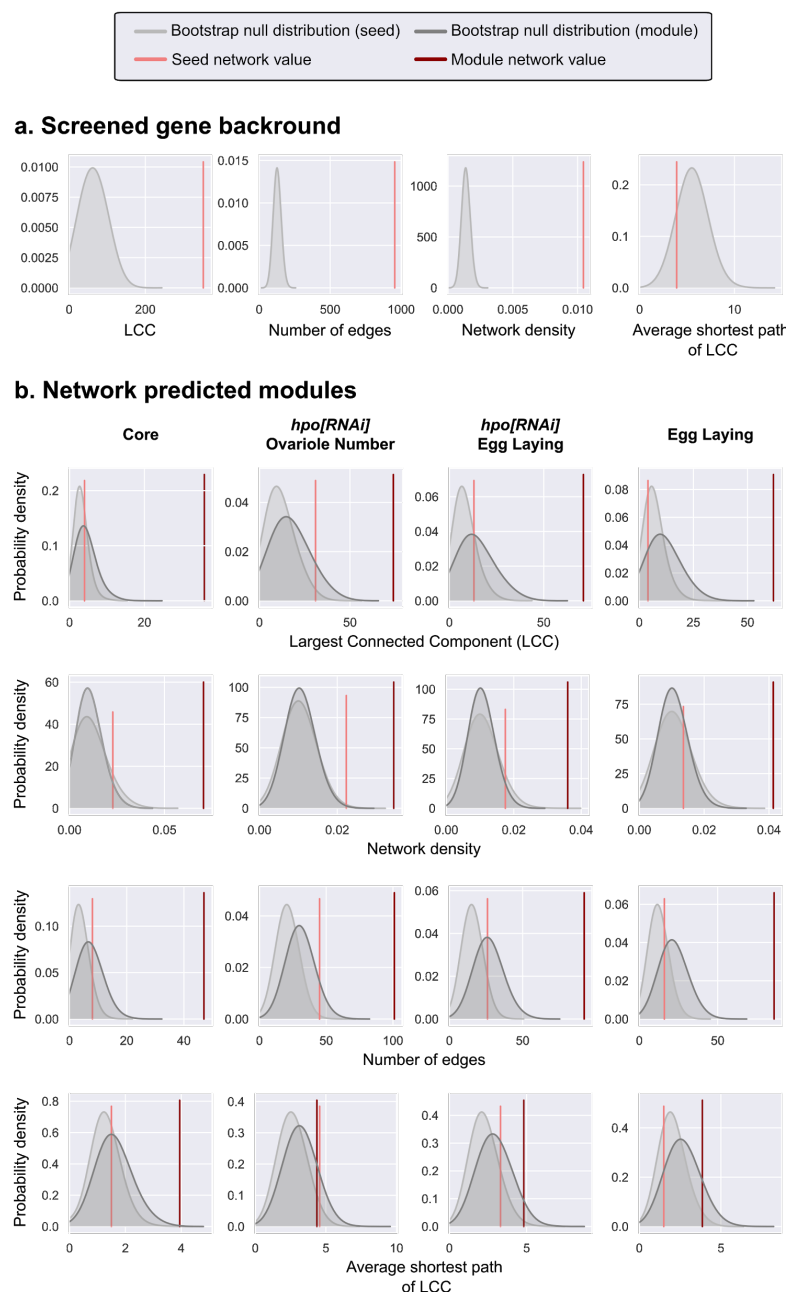 Bootstrap null distribution (seed) Bootstrap null distribution (module)
Seed network value Module network value
a. Screened gene backround
0.0100 0.0075 0.0050 0.0025 0.0000
0 200
LCC
0.015 0.010 0.005 0.000
0 500 1000
Number of edges
1000 500 0
0.000 0.005 0.010
Network density
0.2 0.1 0.0
0 10
Average shortest path
of LCC
b. Network predicted modules
Core
hpo[RNAi]
Ovariole Number
hpo[RNAi]
Egg Laying
Egg Laying
Probability density
0.2 0.1 0.0
0 20
0.04 0.02 0.00
0 50
0.06 0.04 0.02 0.00
0 50
0.08 0.06 0.04 0.02 0.00
0 25 50
Largest Connected Component (LCC)
Probability density
60 40 20 0
0.00 0.05
100 75 50 25 0
0.00 0.02
100 75 50 25 0
0.00 0.02 0.04
75 50 25 0
0.00 0.02 0.04
Network density
Probability density
0.10 0.05 0.00
0 20 40
0.04 0.02 0.00
0 50 100
0.06 0.04 0.02 0.00
0 50
0.06 0.04 0.02 0.00
0 50
Number of edges
Probability density
0.8 0.6 0.4 0.2 0.0
0 2 4
0.4 0.3 0.2 0.1 0.0
0 5 10
0.4 0.3 0.2 0.1 0.0
0 5
0.4 0.2 0.0
0 5
Average shortest path
of LCC